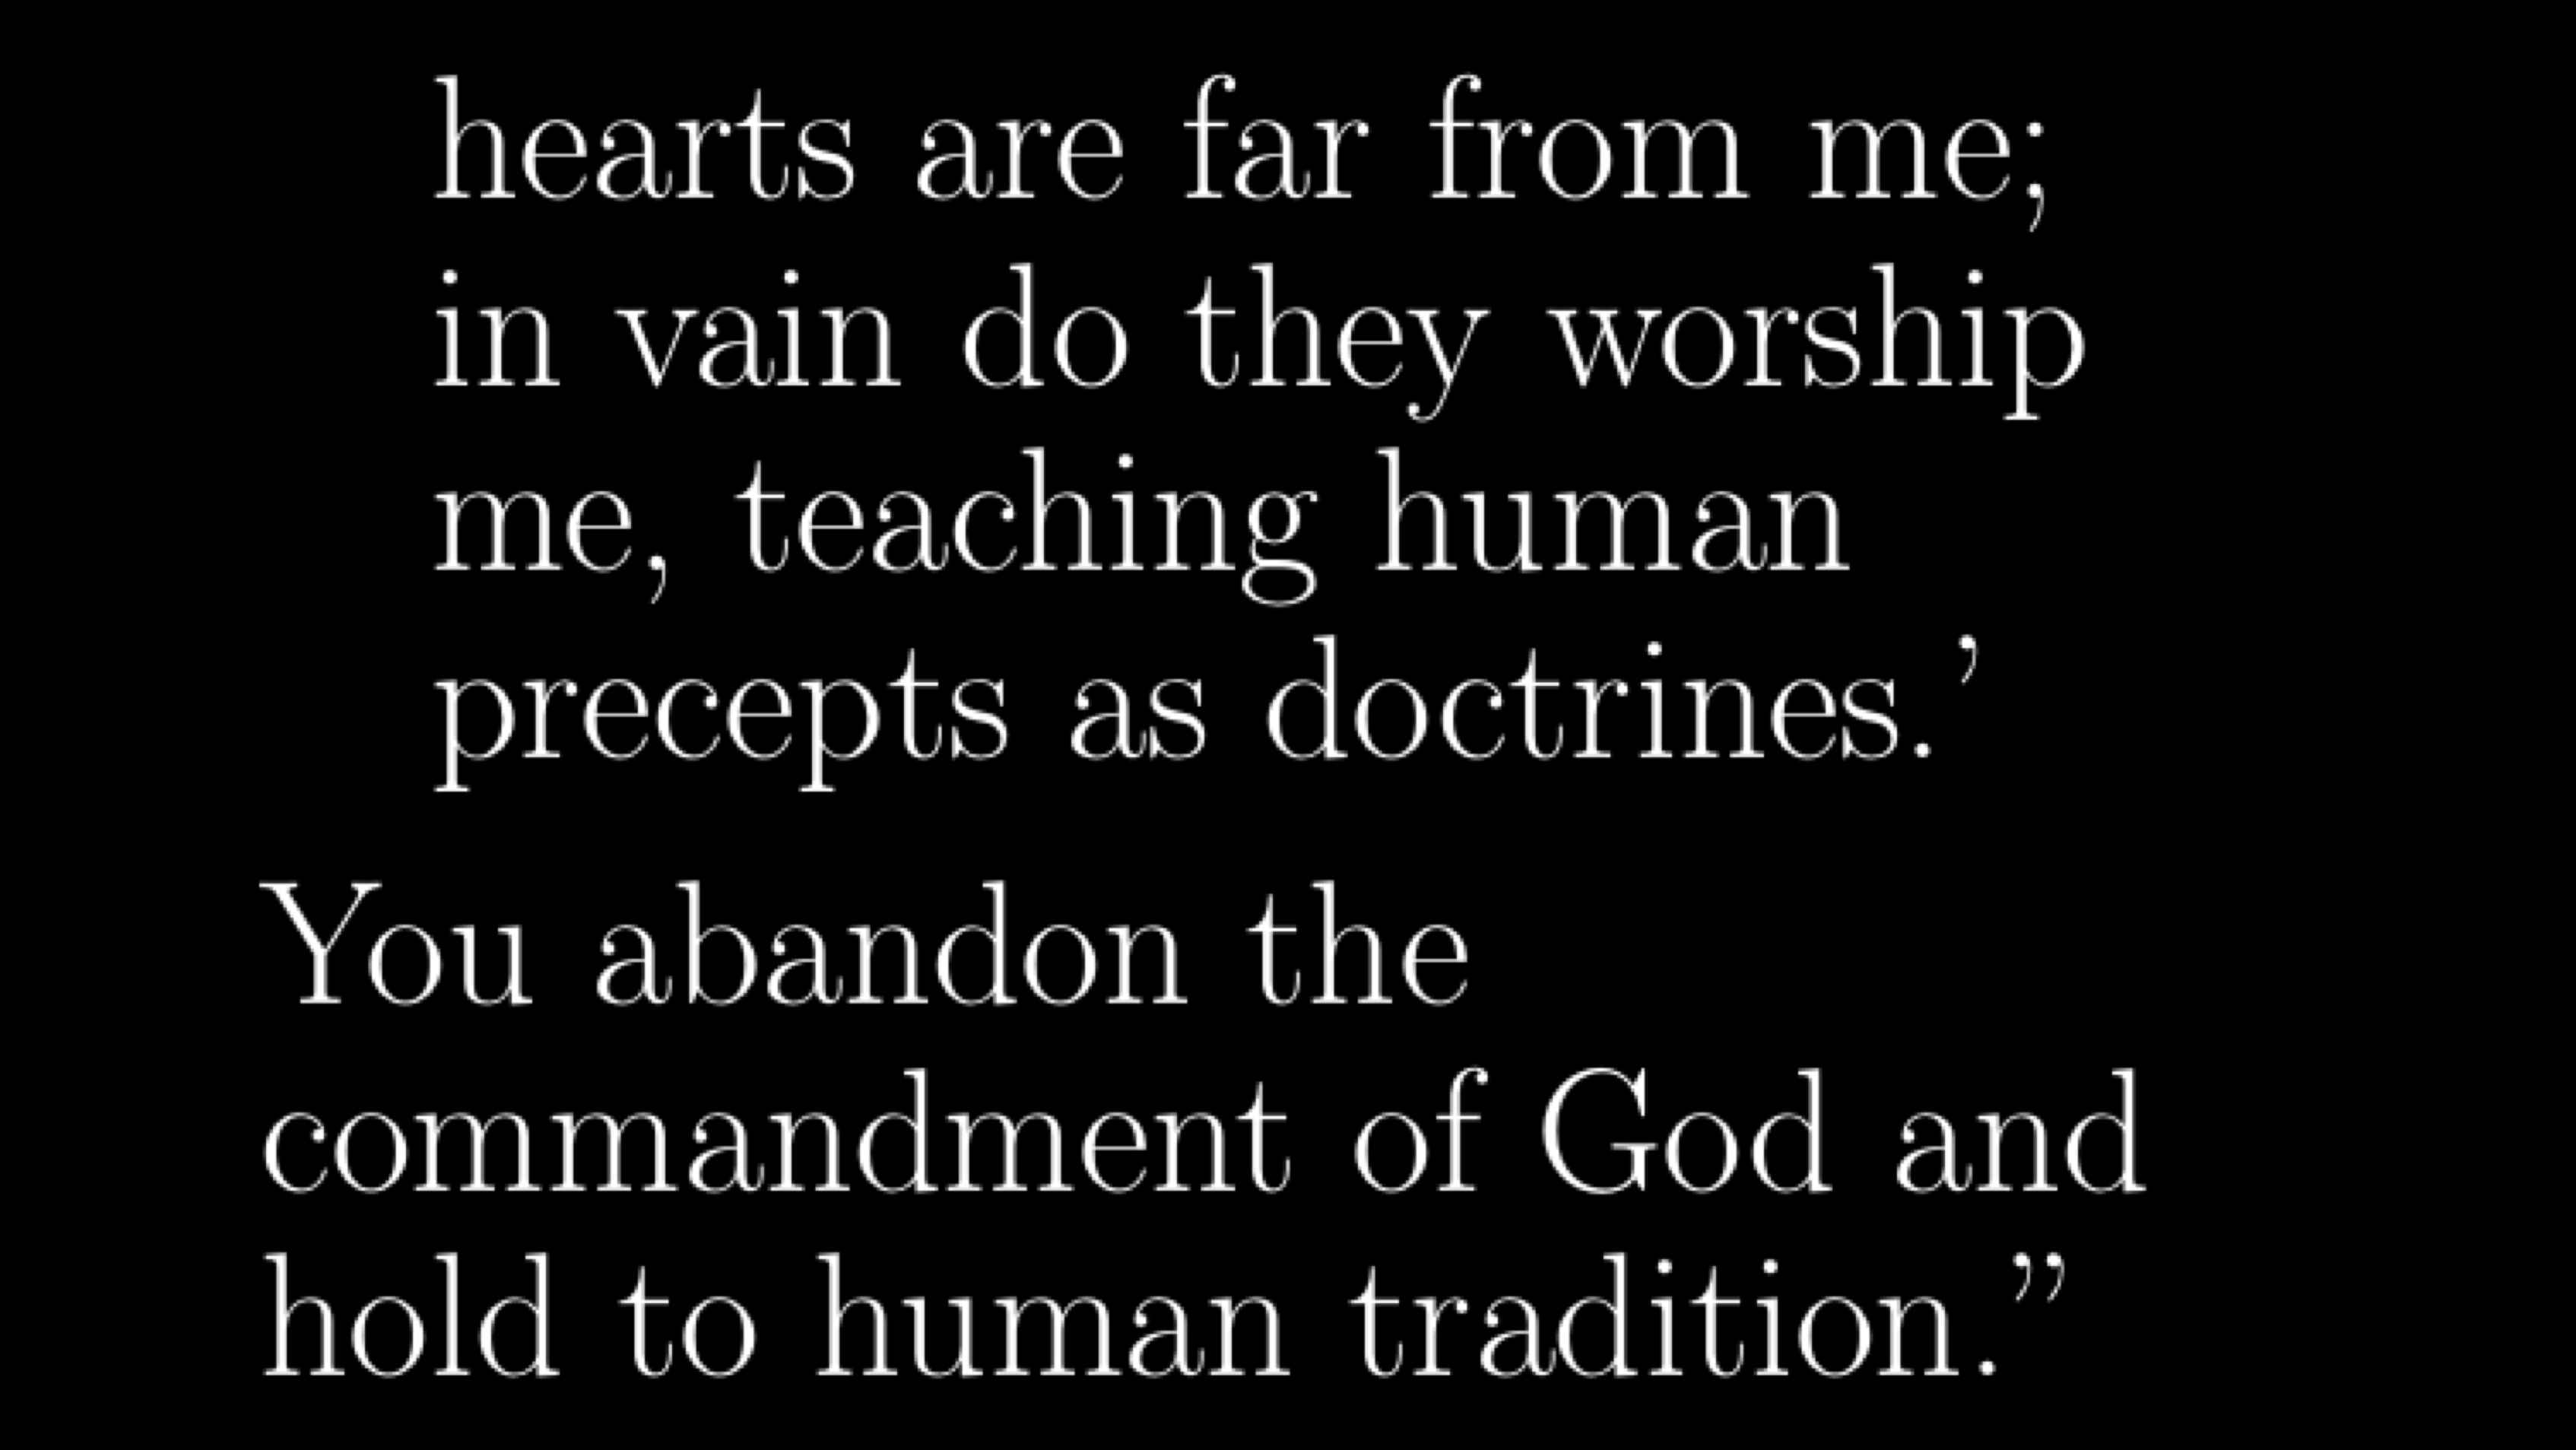 hearts are far from me;
in vain do they worship
me, teaching human
precepts as doctrines.’
You abandon the
commandment of God and
hold to human tradition.”